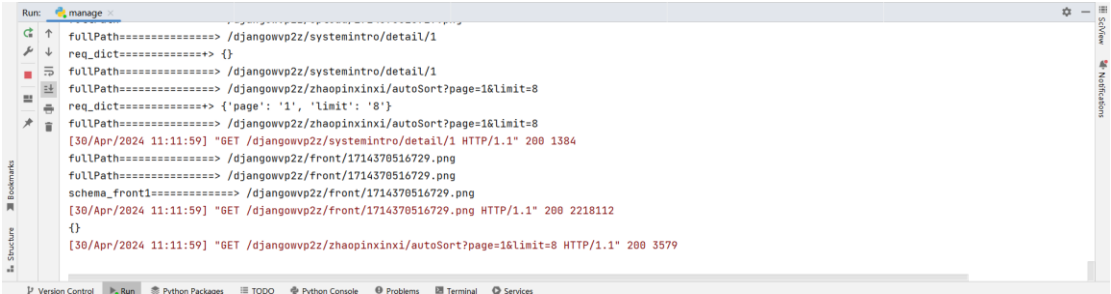 Run: manage
fullPath===============> /djangowvp2z/systemintro/detail/1
req_dict=============+> {}
fullPath===============> /djangowvp2z/systemintro/detail/1
fullPath===============> /djangowvp2z/zhaopinxinxi/autoSort?page=1&limit=8
req_dict=============+> {'page': '1', 'limit': '8'}
fullPath===============> /djangowvp2z/zhaopinxinxi/autoSort?page=1&limit=8
[30/Apr/2024 11:11:59] "GET /djangowvp2z/systemintro/detail/1 HTTP/1.1" 200 1384
fullPath===============> /djangowvp2z/front/1714370516729.png
fullPath===============> /djangowvp2z/front/1714370516729.png
schema_front1=============> /djangowvp2z/front/1714370516729.png
[30/Apr/2024 11:11:59] "GET /djangowvp2z/front/1714370516729.png HTTP/1.1" 200 2218112
{}
[30/Apr/2024 11:11:59] "GET /djangowvp2z/zhaopinxinxi/autoSort?page=1&limit=8 HTTP/1.1" 200 3579
SciView
Notifications
Bookmarks
Structure
Version Control Run Python Packages TODO Python Console Problems Terminal Services